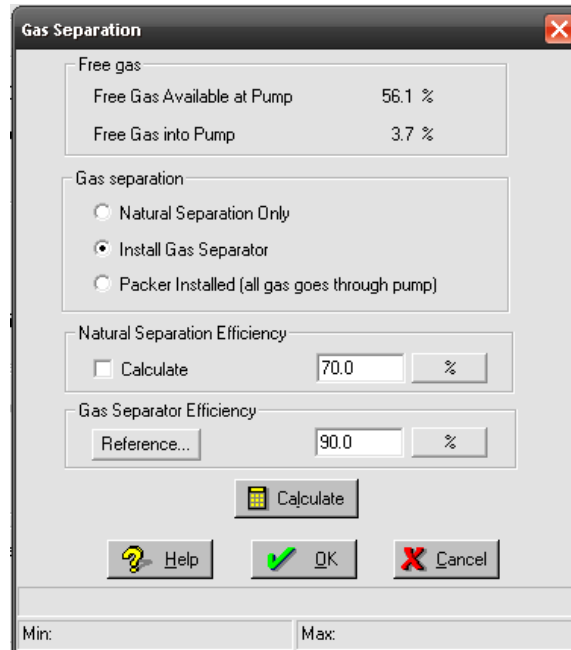 Gas Separation
Free gas
Free Gas Available at Pump 56.1 %
Free Gas into Pump 3.7 %
Gas separation
Natural Separation Only
Install Gas Separator
Packer Installed (all gas goes through pump)
Natural Separation Efficiency
Calculate 70.0 %
Gas Separator Efficiency
Reference... 90.0 %
Calculate
Help OK Cancel
Min: Max: